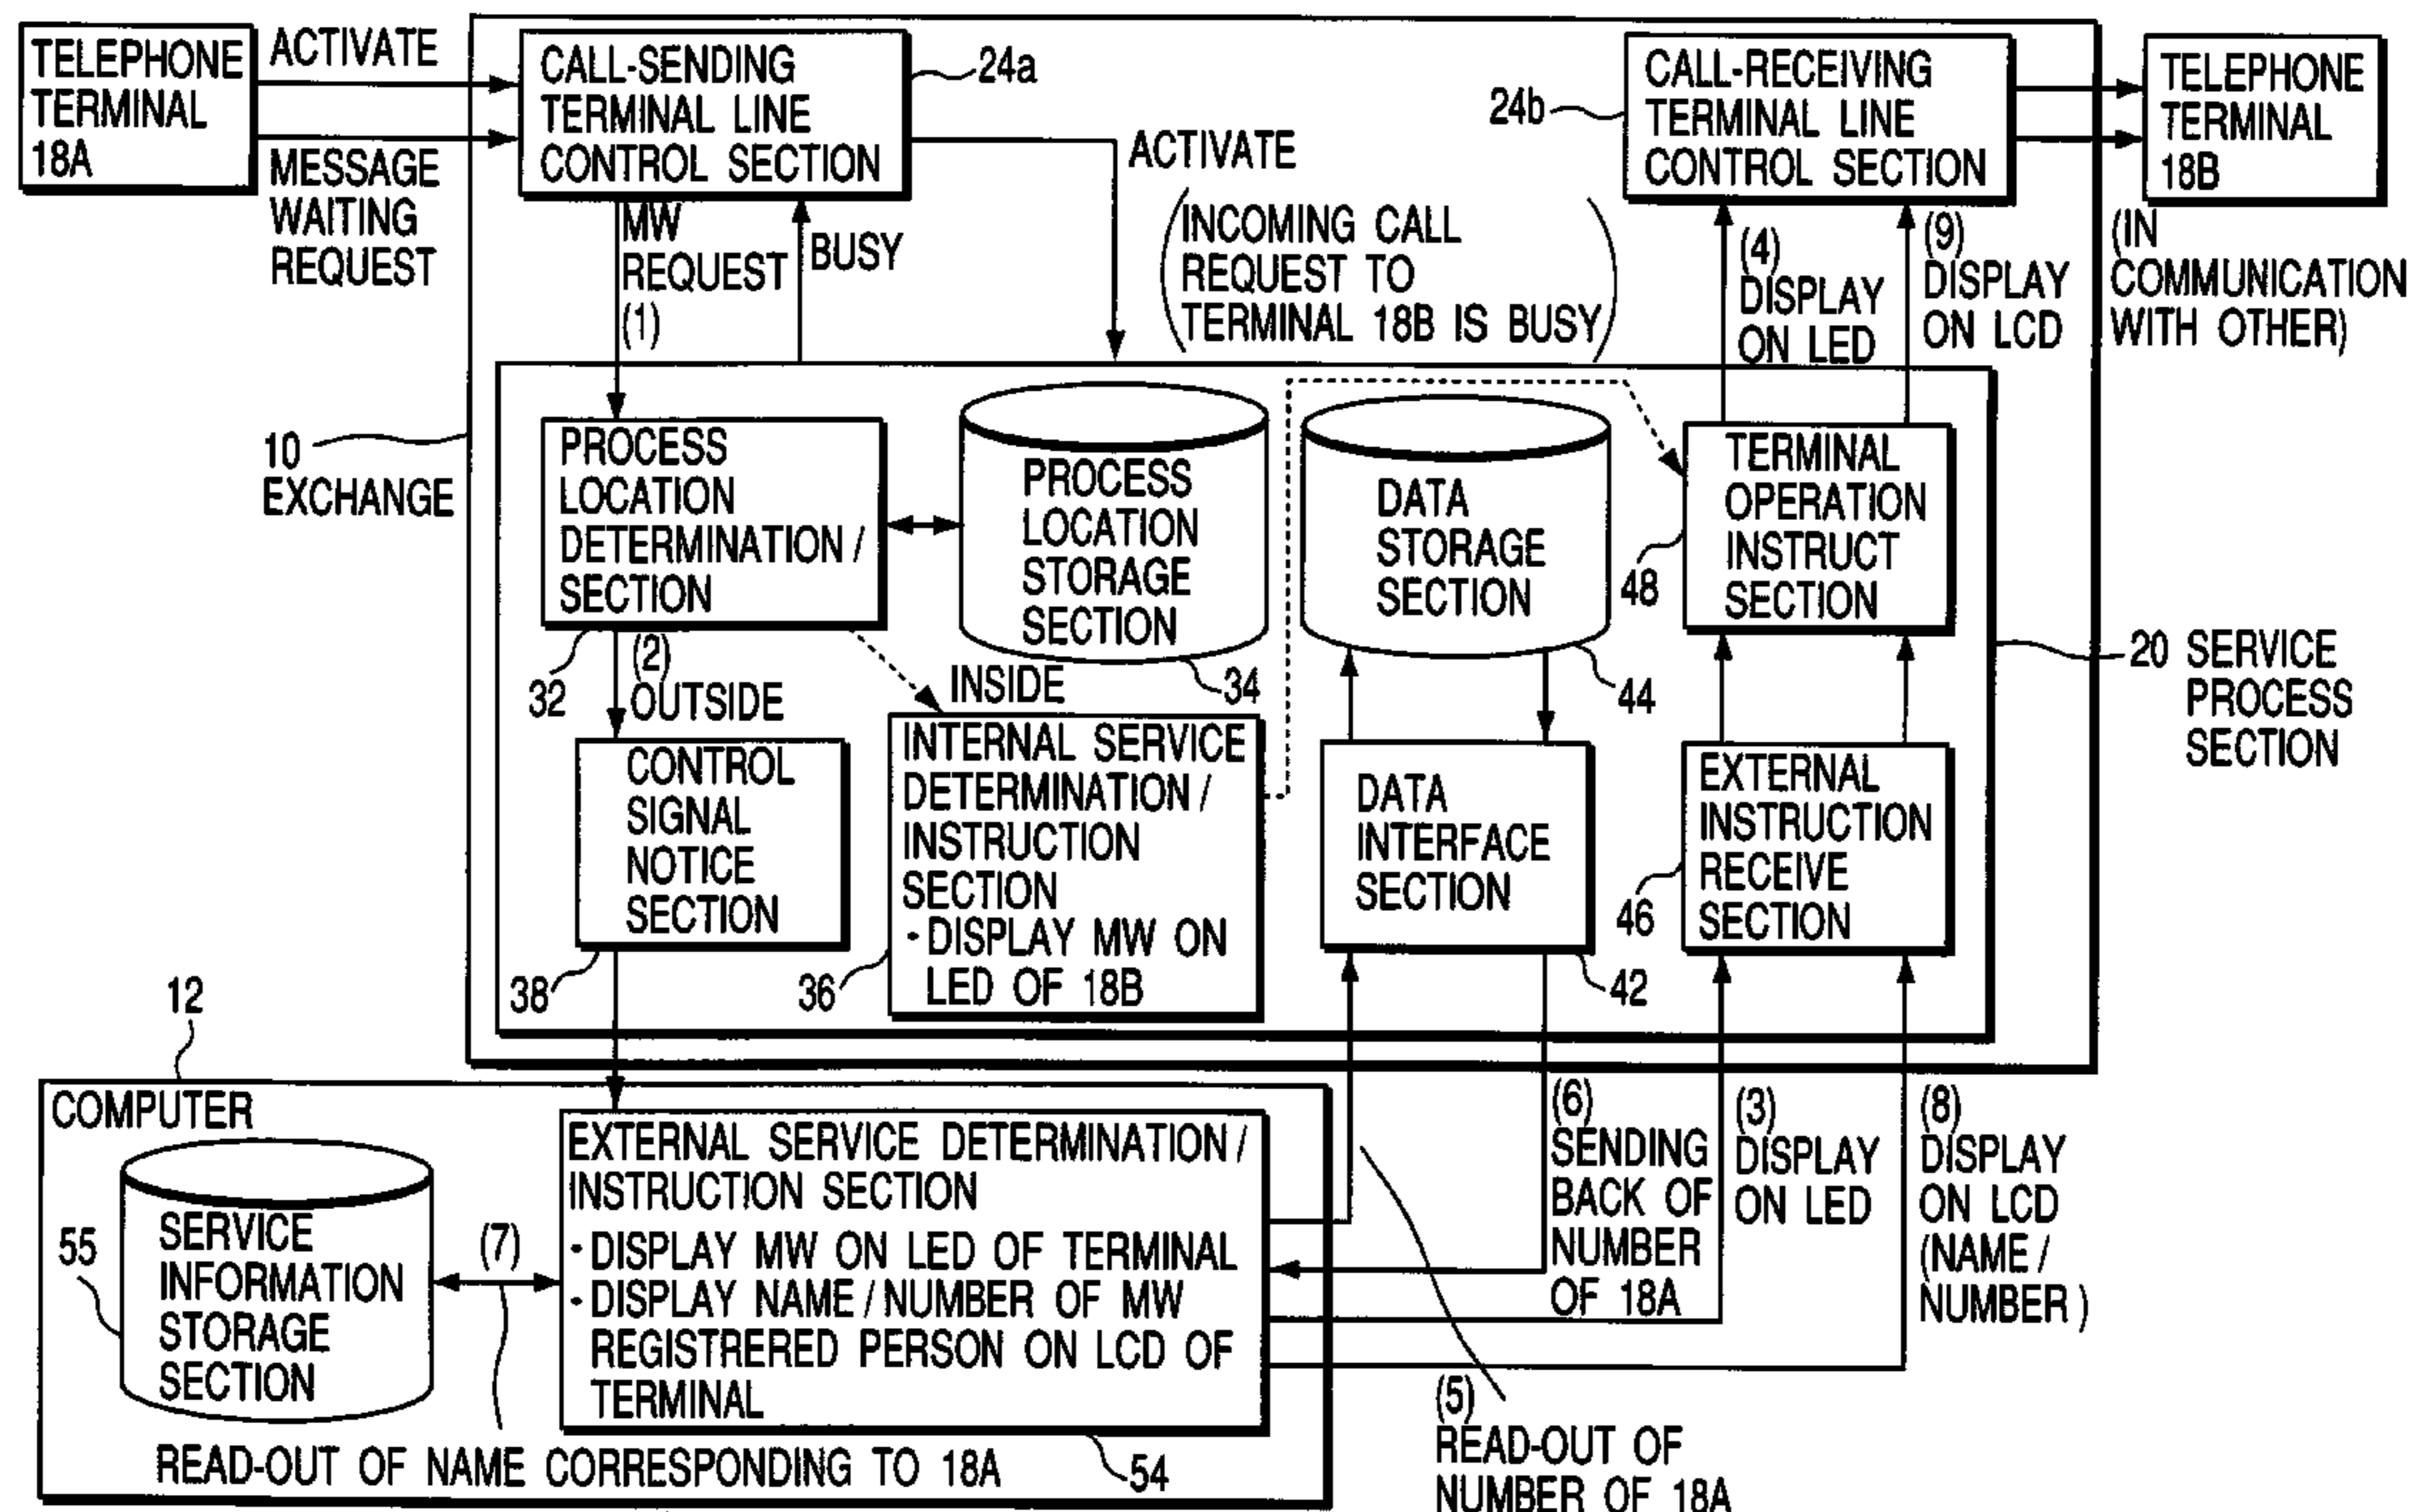 TELEPHONE
TERMINAL
18A
ACTIVATE
MESSAGE
WAITING
REQUEST
CALL-SENDING
TERMINAL LINE
CONTROL SECTION
24a
ACTIVATE
(INCOMING CALL
REQUEST TO
TERMINAL 18B IS BUSY)
24b
CALL-RECEIVING
TERMINAL LINE
CONTROL SECTION
TELEPHONE
TERMINAL
18B
(IN
COMMUNICATION
WITH OTHER)
MW
REQUEST
(1)
BUSY
(4)
DISPLAY
ON LED
(9)
DISPLAY
ON LCD
10
EXCHANGE
PROCESS
LOCATION
DETERMINATION/
SECTION
32
PROCESS
LOCATION
STORAGE
SECTION
34
DATA
STORAGE
SECTION
44
TERMINAL
OPERATION
INSTRUCT
SECTION
48
20 SERVICE
PROCESS
SECTION
(2)
OUTSIDE
INSIDE
CONTROL
SIGNAL
NOTICE
SECTION
38
INTERNAL SERVICE
DETERMINATION/
INSTRUCTION
SECTION
・DISPLAY MW ON
LED OF 18B
36
DATA
INTERFACE
SECTION
42
EXTERNAL
INSTRUCTION
RECEIVE
SECTION
46
12
COMPUTER
SERVICE
INFORMATION
STORAGE
SECTION
55
(7)
EXTERNAL SERVICE DETERMINATION/
INSTRUCTION SECTION
・DISPLAY MW ON LED OF TERMINAL
・DISPLAY NAME/NUMBER OF MW
REGISTRERED PERSON ON LCD OF
TERMINAL
54
READ-OUT OF NAME CORRESPONDING TO 18A
(5)
READ-OUT OF
NUMBER OF 18A
(6)
SENDING
BACK OF
NUMBER
OF 18A
(3)
DISPLAY
ON LED
(8)
DISPLAY
ON LCD
(NAME/
NUMBER)